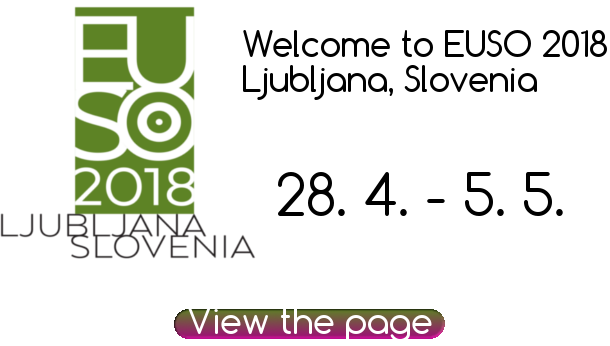 EU
SO
2018
LJUBLJANA
SLOVENIA
Welcome to EUSO 2018
Ljubljana, Slovenia
28. 4. - 5. 5.
View the page